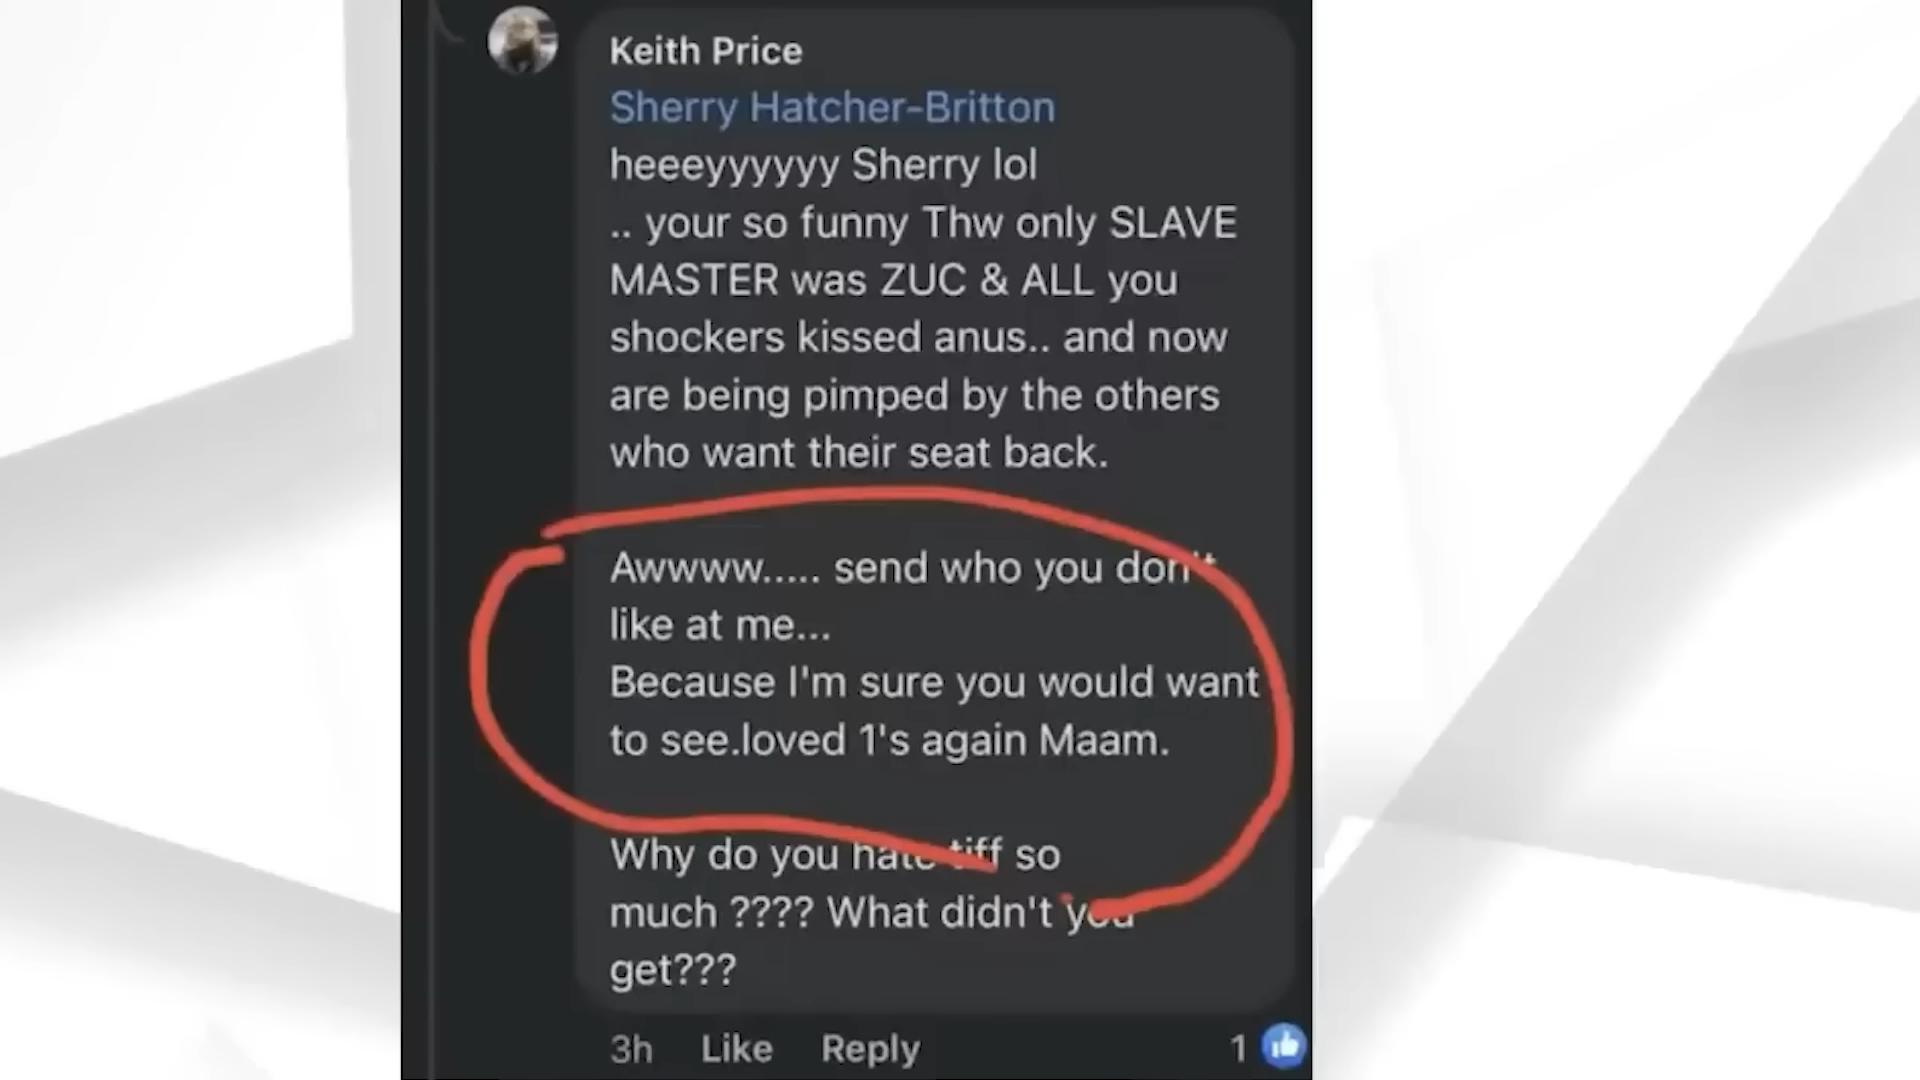 Keith Price
Sherry Hatcher-Britton
heeeyyyyyy Sherry lol
.. your so funny Thw only SLAVE
MASTER was ZUC & ALL you
shockers kissed anus.. and now
are being pimped by the others
who want their seat back.
Awwww..... send who you don't
like at me...
Because I'm sure you would want
to see.loved 1's again Maam.
Why do you hate tiff so
much ???? What didn't you
get???
3h Like Reply 1